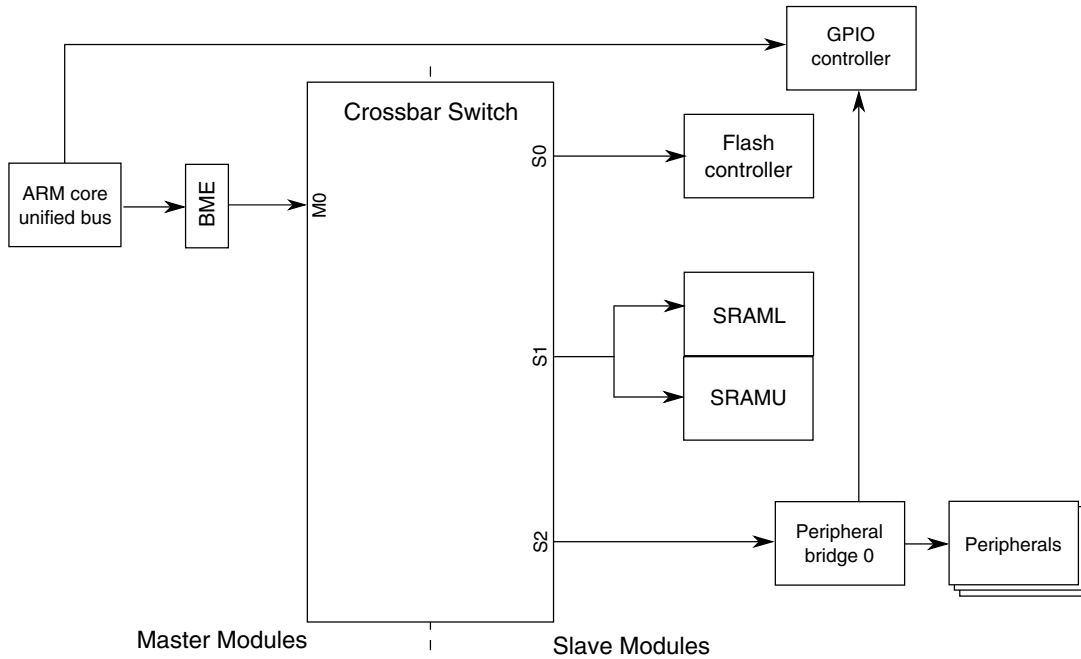 GPIO
controller
Crossbar Switch
S0
Flash
controller
ARM core
unified bus
BME
M0
SRAML
S1
SRAMU
S2
Peripheral
bridge 0
Peripherals
Master Modules
Slave Modules